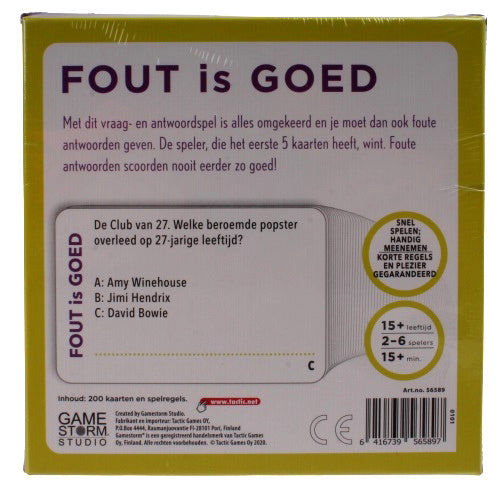 FOUT is GOED
Met dit vraag- en antwoordspel is alles omgekeerd en je moet dan ook foute
antwoorden geven. De speler, die het eerste 5 kaarten heeft, wint. Foute
antwoorden scoorden nooit eerder zo goed!
FOUT is GOED
De Club van 27. Welke beroemde popster
overleed op 27-jarige leeftijd?
A: Amy Winehouse
B: Jimi Hendrix
C: David Bowie
C
SNEL
SPELEN;
HANDIG
MEENEMEN
KORTE REGELS
EN PLEZIER
GEGARANDEERD
15+ leeftijd
2-6 spelers
15+ min.
Art.no. 56589
Inhoud: 200 kaarten en spelregels.
www.tactic.net
GAME
STORM
STUDIO
Created by Gamestorm Studio.
Fabrikant en importeur: Tactic Games OY,
P.O.Box 4444, Raumanjuovantie FI-28101 Port, Finland
Gamestorm® is een geregistreerd handelsmerk van Tactic Games
Oy, Finland. Alle rechten voorbehouden. © Tactic Games Oy 2020.
CE
0101
6 416739 565897